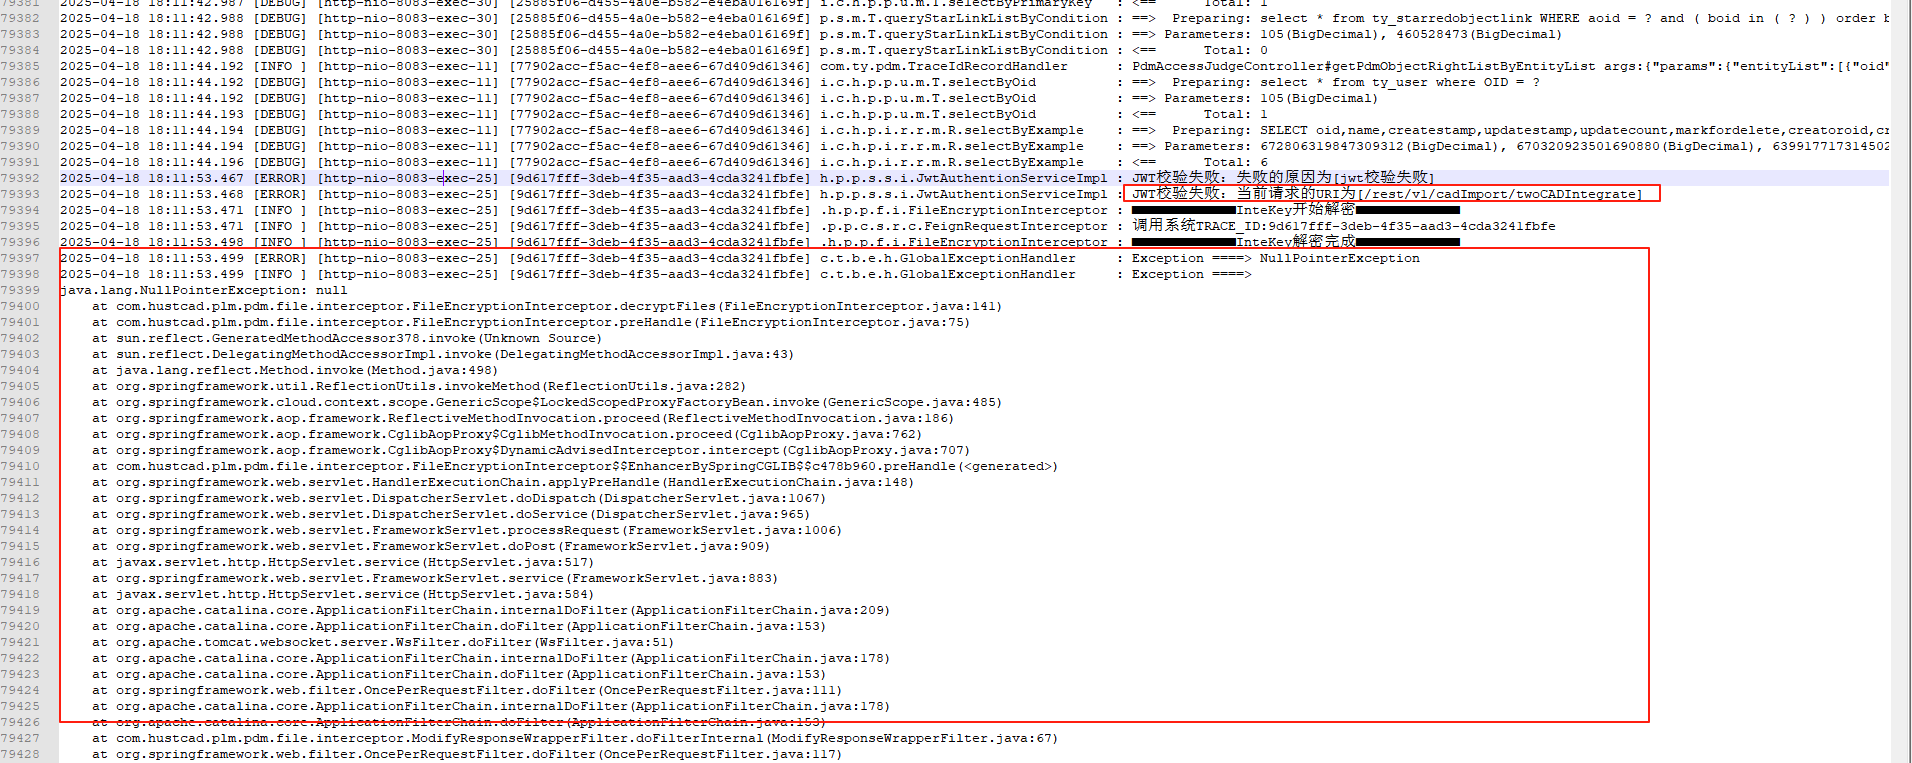 79381 2025-04-18 18:11:42.987 [DEBUG] [http-nio-8083-exec-30] [25885f06-d455-4a0e-b582-e4eba016169f] i.c.h.p.p.u.m.T.selectByPrimaryKey : <== Total: 1
79382 2025-04-18 18:11:42.988 [DEBUG] [http-nio-8083-exec-30] [25885f06-d455-4a0e-b582-e4eba016169f] p.s.m.T.queryStarLinkListByCondition : ==> Preparing: select * from ty_starredobjectlink WHERE aoid = ? and ( boid in ( ? ) ) order b
79383 2025-04-18 18:11:42.988 [DEBUG] [http-nio-8083-exec-30] [25885f06-d455-4a0e-b582-e4eba016169f] p.s.m.T.queryStarLinkListByCondition : ==> Parameters: 105(BigDecimal), 460528473(BigDecimal)
79384 2025-04-18 18:11:42.988 [DEBUG] [http-nio-8083-exec-30] [25885f06-d455-4a0e-b582-e4eba016169f] p.s.m.T.queryStarLinkListByCondition : <== Total: 0
79385 2025-04-18 18:11:44.192 [INFO ] [http-nio-8083-exec-11] [77902acc-f5ac-4ef8-aee6-67d409d61346] com.ty.pdm.TraceIdRecordHandler : PdmAccessJudgeController#getPdmObjectRightListByEntityList args:{"params":{"entityList":[{"oid"
79386 2025-04-18 18:11:44.192 [DEBUG] [http-nio-8083-exec-11] [77902acc-f5ac-4ef8-aee6-67d409d61346] i.c.h.p.p.u.m.T.selectByOid : ==> Preparing: select * from ty_user where OID = ?
79387 2025-04-18 18:11:44.192 [DEBUG] [http-nio-8083-exec-11] [77902acc-f5ac-4ef8-aee6-67d409d61346] i.c.h.p.p.u.m.T.selectByOid : ==> Parameters: 105(BigDecimal)
79388 2025-04-18 18:11:44.193 [DEBUG] [http-nio-8083-exec-11] [77902acc-f5ac-4ef8-aee6-67d409d61346] i.c.h.p.p.u.m.T.selectByOid : <== Total: 1
79389 2025-04-18 18:11:44.194 [DEBUG] [http-nio-8083-exec-11] [77902acc-f5ac-4ef8-aee6-67d409d61346] i.c.h.p.i.r.r.m.R.selectByExample : ==> Preparing: SELECT oid,name,createstamp,updatestamp,updatecount,markfordelete,creatoroid,cr
79390 2025-04-18 18:11:44.194 [DEBUG] [http-nio-8083-exec-11] [77902acc-f5ac-4ef8-aee6-67d409d61346] i.c.h.p.i.r.r.m.R.selectByExample : ==> Parameters: 672806319847309312(BigDecimal), 670320923501690880(BigDecimal), 639917717314502
79391 2025-04-18 18:11:44.196 [DEBUG] [http-nio-8083-exec-11] [77902acc-f5ac-4ef8-aee6-67d409d61346] i.c.h.p.i.r.r.m.R.selectByExample : <== Total: 6
79392 2025-04-18 18:11:53.467 [ERROR] [http-nio-8083-exec-25] [9d617fff-3deb-4f35-aad3-4cda3241fbfe] h.p.p.s.s.i.JwtAuthentionServiceImpl : JWT校验失败：失败的原因为[jwt校验失败]
79393 2025-04-18 18:11:53.468 [ERROR] [http-nio-8083-exec-25] [9d617fff-3deb-4f35-aad3-4cda3241fbfe] h.p.p.s.s.i.JwtAuthentionServiceImpl : JWT校验失败：当前请求的URI为[/rest/v1/cadImport/twoCADIntegrate]
79394 2025-04-18 18:11:53.471 [INFO ] [http-nio-8083-exec-25] [9d617fff-3deb-4f35-aad3-4cda3241fbfe] .h.p.p.f.i.FileEncryptionInterceptor : InteKey开始解密
79395 2025-04-18 18:11:53.471 [INFO ] [http-nio-8083-exec-25] [9d617fff-3deb-4f35-aad3-4cda3241fbfe] .p.p.c.s.r.c.FeignRequestInterceptor : 调用系统TRACE_ID:9d617fff-3deb-4f35-aad3-4cda3241fbfe
79396 2025-04-18 18:11:53.498 [INFO ] [http-nio-8083-exec-25] [9d617fff-3deb-4f35-aad3-4cda3241fbfe] .h.p.p.f.i.FileEncryptionInterceptor : InteKey解密完成
79397 2025-04-18 18:11:53.499 [ERROR] [http-nio-8083-exec-25] [9d617fff-3deb-4f35-aad3-4cda3241fbfe] c.t.b.e.h.GlobalExceptionHandler : Exception ====> NullPointerException
79398 2025-04-18 18:11:53.499 [INFO ] [http-nio-8083-exec-25] [9d617fff-3deb-4f35-aad3-4cda3241fbfe] c.t.b.e.h.GlobalExceptionHandler : Exception ====>
79399 java.lang.NullPointerException: null
79400 at com.hustcad.plm.pdm.file.interceptor.FileEncryptionInterceptor.decryptFiles(FileEncryptionInterceptor.java:141)
79401 at com.hustcad.plm.pdm.file.interceptor.FileEncryptionInterceptor.preHandle(FileEncryptionInterceptor.java:75)
79402 at sun.reflect.GeneratedMethodAccessor378.invoke(Unknown Source)
79403 at sun.reflect.DelegatingMethodAccessorImpl.invoke(DelegatingMethodAccessorImpl.java:43)
79404 at java.lang.reflect.Method.invoke(Method.java:498)
79405 at org.springframework.util.ReflectionUtils.invokeMethod(ReflectionUtils.java:282)
79406 at org.springframework.cloud.context.scope.GenericScope$LockedScopedProxyFactoryBean.invoke(GenericScope.java:485)
79407 at org.springframework.aop.framework.ReflectiveMethodInvocation.proceed(ReflectiveMethodInvocation.java:186)
79408 at org.springframework.aop.framework.CglibAopProxy$CglibMethodInvocation.proceed(CglibAopProxy.java:762)
79409 at org.springframework.aop.framework.CglibAopProxy$DynamicAdvisedInterceptor.intercept(CglibAopProxy.java:707)
79410 at com.hustcad.plm.pdm.file.interceptor.FileEncryptionInterceptor$$EnhancerBySpringCGLIB$$c478b960.preHandle(<generated>)
79411 at org.springframework.web.servlet.HandlerExecutionChain.applyPreHandle(HandlerExecutionChain.java:148)
79412 at org.springframework.web.servlet.DispatcherServlet.doDispatch(DispatcherServlet.java:1067)
79413 at org.springframework.web.servlet.DispatcherServlet.doService(DispatcherServlet.java:965)
79414 at org.springframework.web.servlet.FrameworkServlet.processRequest(FrameworkServlet.java:1006)
79415 at org.springframework.web.servlet.FrameworkServlet.doPost(FrameworkServlet.java:909)
79416 at javax.servlet.http.HttpServlet.service(HttpServlet.java:517)
79417 at org.springframework.web.servlet.FrameworkServlet.service(FrameworkServlet.java:883)
79418 at javax.servlet.http.HttpServlet.service(HttpServlet.java:584)
79419 at org.apache.catalina.core.ApplicationFilterChain.internalDoFilter(ApplicationFilterChain.java:209)
79420 at org.apache.catalina.core.ApplicationFilterChain.doFilter(ApplicationFilterChain.java:153)
79421 at org.apache.tomcat.websocket.server.WsFilter.doFilter(WsFilter.java:51)
79422 at org.apache.catalina.core.ApplicationFilterChain.internalDoFilter(ApplicationFilterChain.java:178)
79423 at org.apache.catalina.core.ApplicationFilterChain.doFilter(ApplicationFilterChain.java:153)
79424 at org.springframework.web.filter.OncePerRequestFilter.doFilter(OncePerRequestFilter.java:111)
79425 at org.apache.catalina.core.ApplicationFilterChain.internalDoFilter(ApplicationFilterChain.java:178)
79426 at org.apache.catalina.core.ApplicationFilterChain.doFilter(ApplicationFilterChain.java:153)
79427 at com.hustcad.plm.pdm.file.interceptor.ModifyResponseWrapperFilter.doFilterInternal(ModifyResponseWrapperFilter.java:67)
79428 at org.springframework.web.filter.OncePerRequestFilter.doFilter(OncePerRequestFilter.java:117)